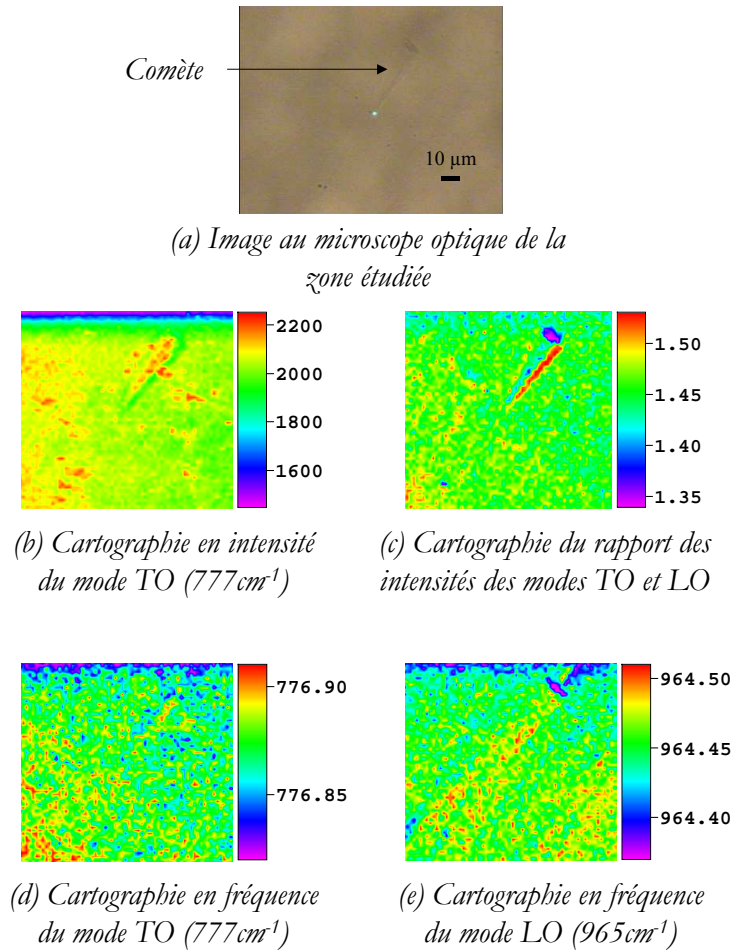 Comète
10 µm
(a) Image au microscope optique de la
zone étudiée
2200
2000
1800
1600
(b) Cartographie en intensité
du mode TO (777cm-1)
1.50
1.45
1.40
1.35
(c) Cartographie du rapport des
intensités des modes TO et LO
776.90
776.85
(d) Cartographie en fréquence
du mode TO (777cm-1)
964.50
964.45
964.40
(e) Cartographie en fréquence
du mode LO (965cm-1)